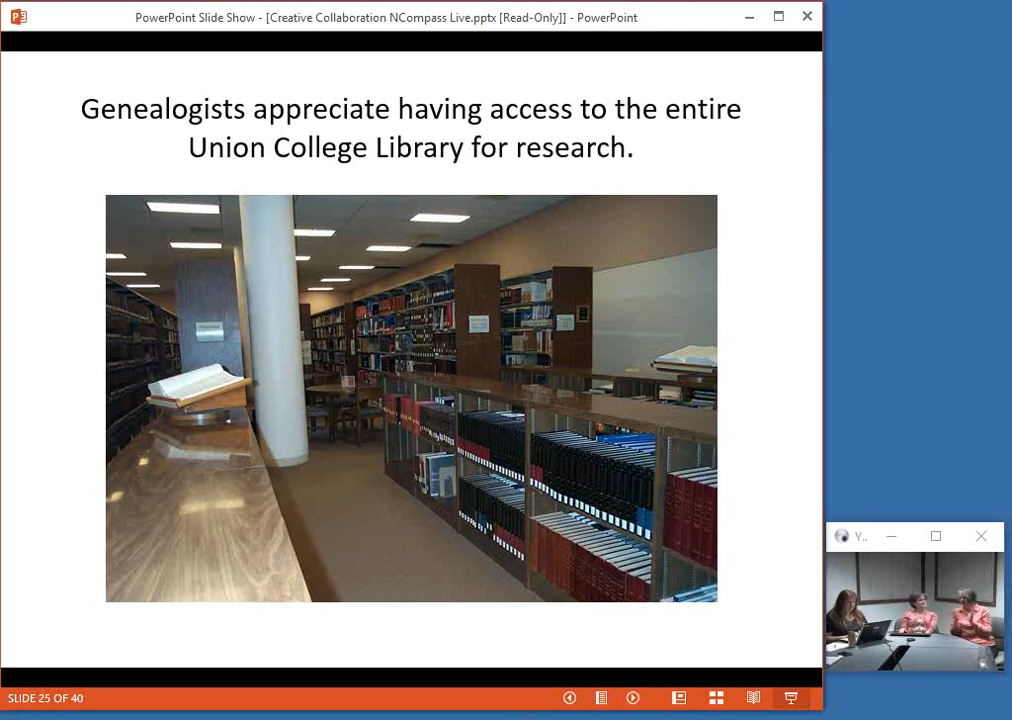 PowerPoint Slide Show - [Creative Collaboration NCompass Live.pptx [Read-Only]] - PowerPoint
Genealogists appreciate having access to the entire
Union College Library for research.
Y..
SLIDE 25 OF 40